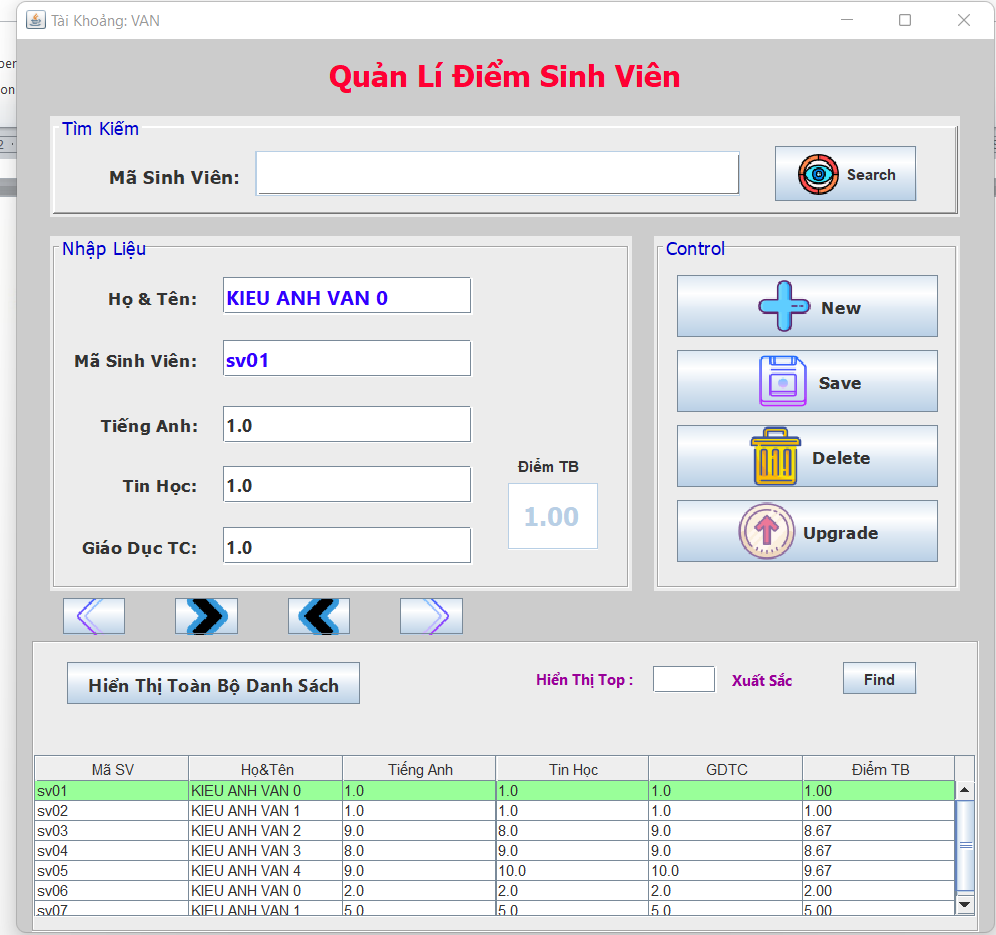 Tài Khoảng: VAN
per
on
2
Quản Lí Điểm Sinh Viên
Tìm Kiếm
Mã Sinh Viên:
Search
Nhập Liệu
Họ & Tên: KIEU ANH VAN 0
Mã Sinh Viên: sv01
Tiếng Anh: 1.0
Tin Học: 1.0
Giáo Dục TC: 1.0
Điểm TB
1.00
Control
New
Save
Delete
Upgrade
Hiển Thị Toàn Bộ Danh Sách
Hiển Thị Top : Xuất Sắc
Find
Mã SV Họ&Tên Tiếng Anh Tin Học GDTC Điểm TB
sv01 KIEU ANH VAN 0 1.0 1.0 1.0 1.00
sv02 KIEU ANH VAN 1 1.0 1.0 1.0 1.00
sv03 KIEU ANH VAN 2 9.0 8.0 9.0 8.67
sv04 KIEU ANH VAN 3 8.0 9.0 9.0 8.67
sv05 KIEU ANH VAN 4 9.0 10.0 10.0 9.67
sv06 KIEU ANH VAN 0 2.0 2.0 2.0 2.00
sv07 KIEU ANH VAN 1 5.0 5.0 5.0 5.00